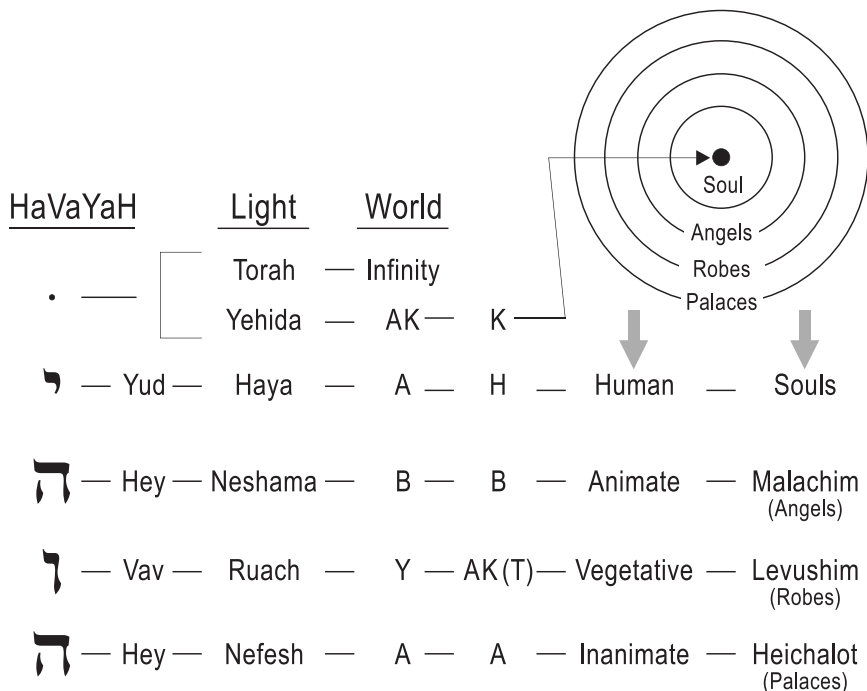 Soul
Angels
Robes
Palaces
HaVaYaH Light World
Torah — Infinity
· — Yehida — AK — K
י — Yud — Haya — A — H — Human — Souls
ה — Hey — Neshama — B — B — Animate — Malachim
(Angels)
ו — Vav — Ruach — Y — AK(T) — Vegetative — Levushim
(Robes)
ה — Hey — Nefesh — A — A — Inanimate — Heichalot
(Palaces)